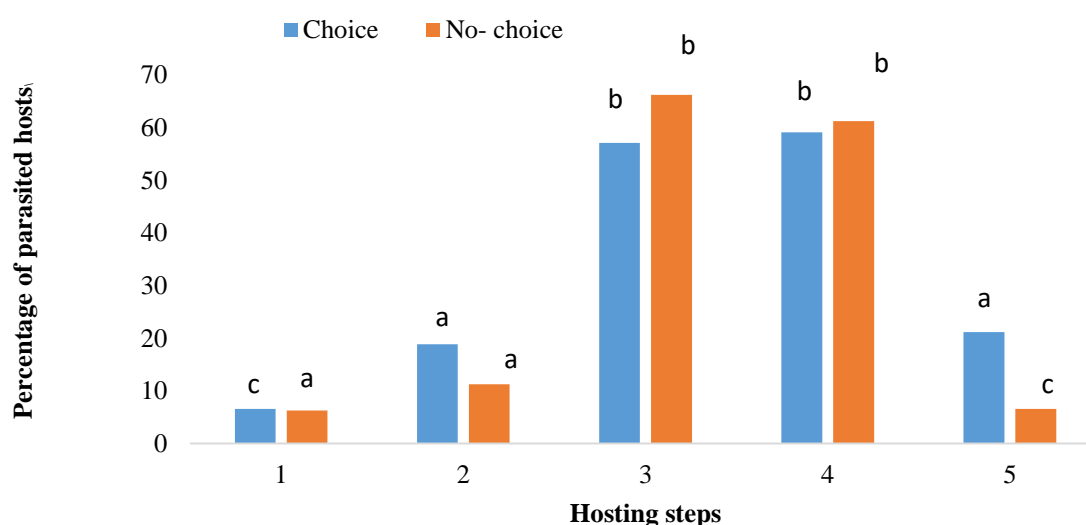 Choice No- choice
Percentage of parasited hosts\
70
60
50
40
30
20
10
0
c a
a a
b b
b b
a c
1 2 3 4 5
Hosting steps